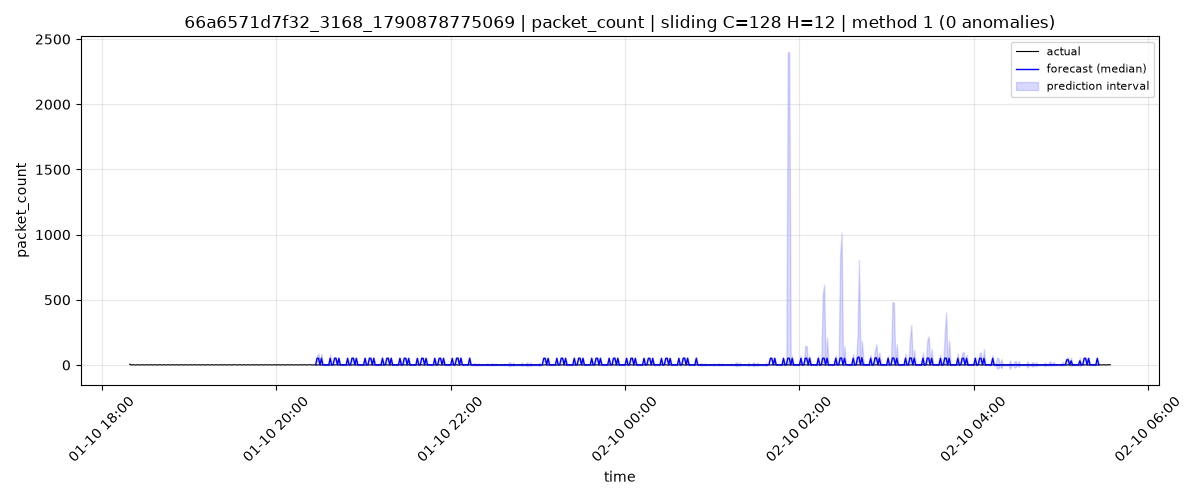 66a6571d7f32_3168_1790878775069 | packet_count | sliding C=128 H=12 | method 1 (0 anomalies)
actual
forecast (median)
prediction interval
packet_count
2500
2000
1500
1000
500
0
01-10 18:00
01-10 20:00
01-10 22:00
02-10 00:00
02-10 02:00
02-10 04:00
02-10 06:00
time